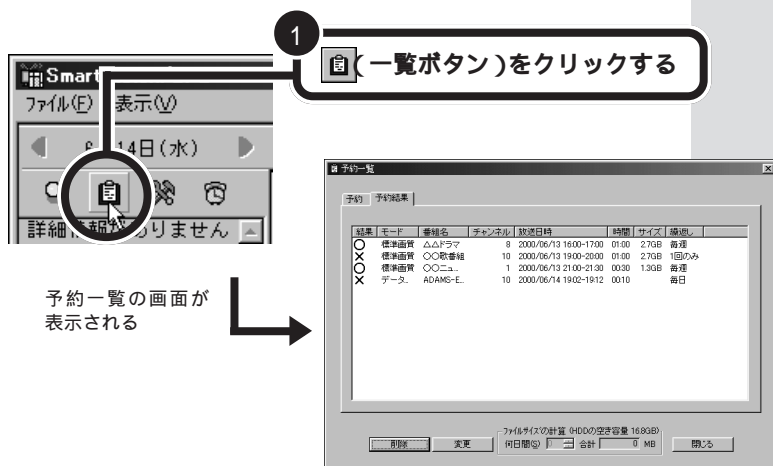 1
(一覧ボタン)をクリックする
Smart
ファイル(F) 表示(V)
14日(水)
詳細情報がありません
予約一覧の画面が
表示される
予約一覧
予約 予約結果
結果 モード 番組名 チャンネル 放送日時 時間 サイズ 繰返し
○ 標準画質 △△ドラマ 8 2000/06/13 16:00-17:00 01:00 2.7GB 毎週
× 標準画質 ○○歌番組 10 2000/06/13 19:00-20:00 01:00 2.7GB 1回のみ
○ 標準画質 ○○ニュ... 1 2000/06/13 21:00-21:30 00:30 1.3GB 毎週
× データ... ADAMS-E... 10 2000/06/14 19:02-19:12 00:10 毎日
ファイルサイズの計算 (HDDの空き容量 16.8GB)
削除 変更 何日間(S) 0 合計 0 MB 閉じる